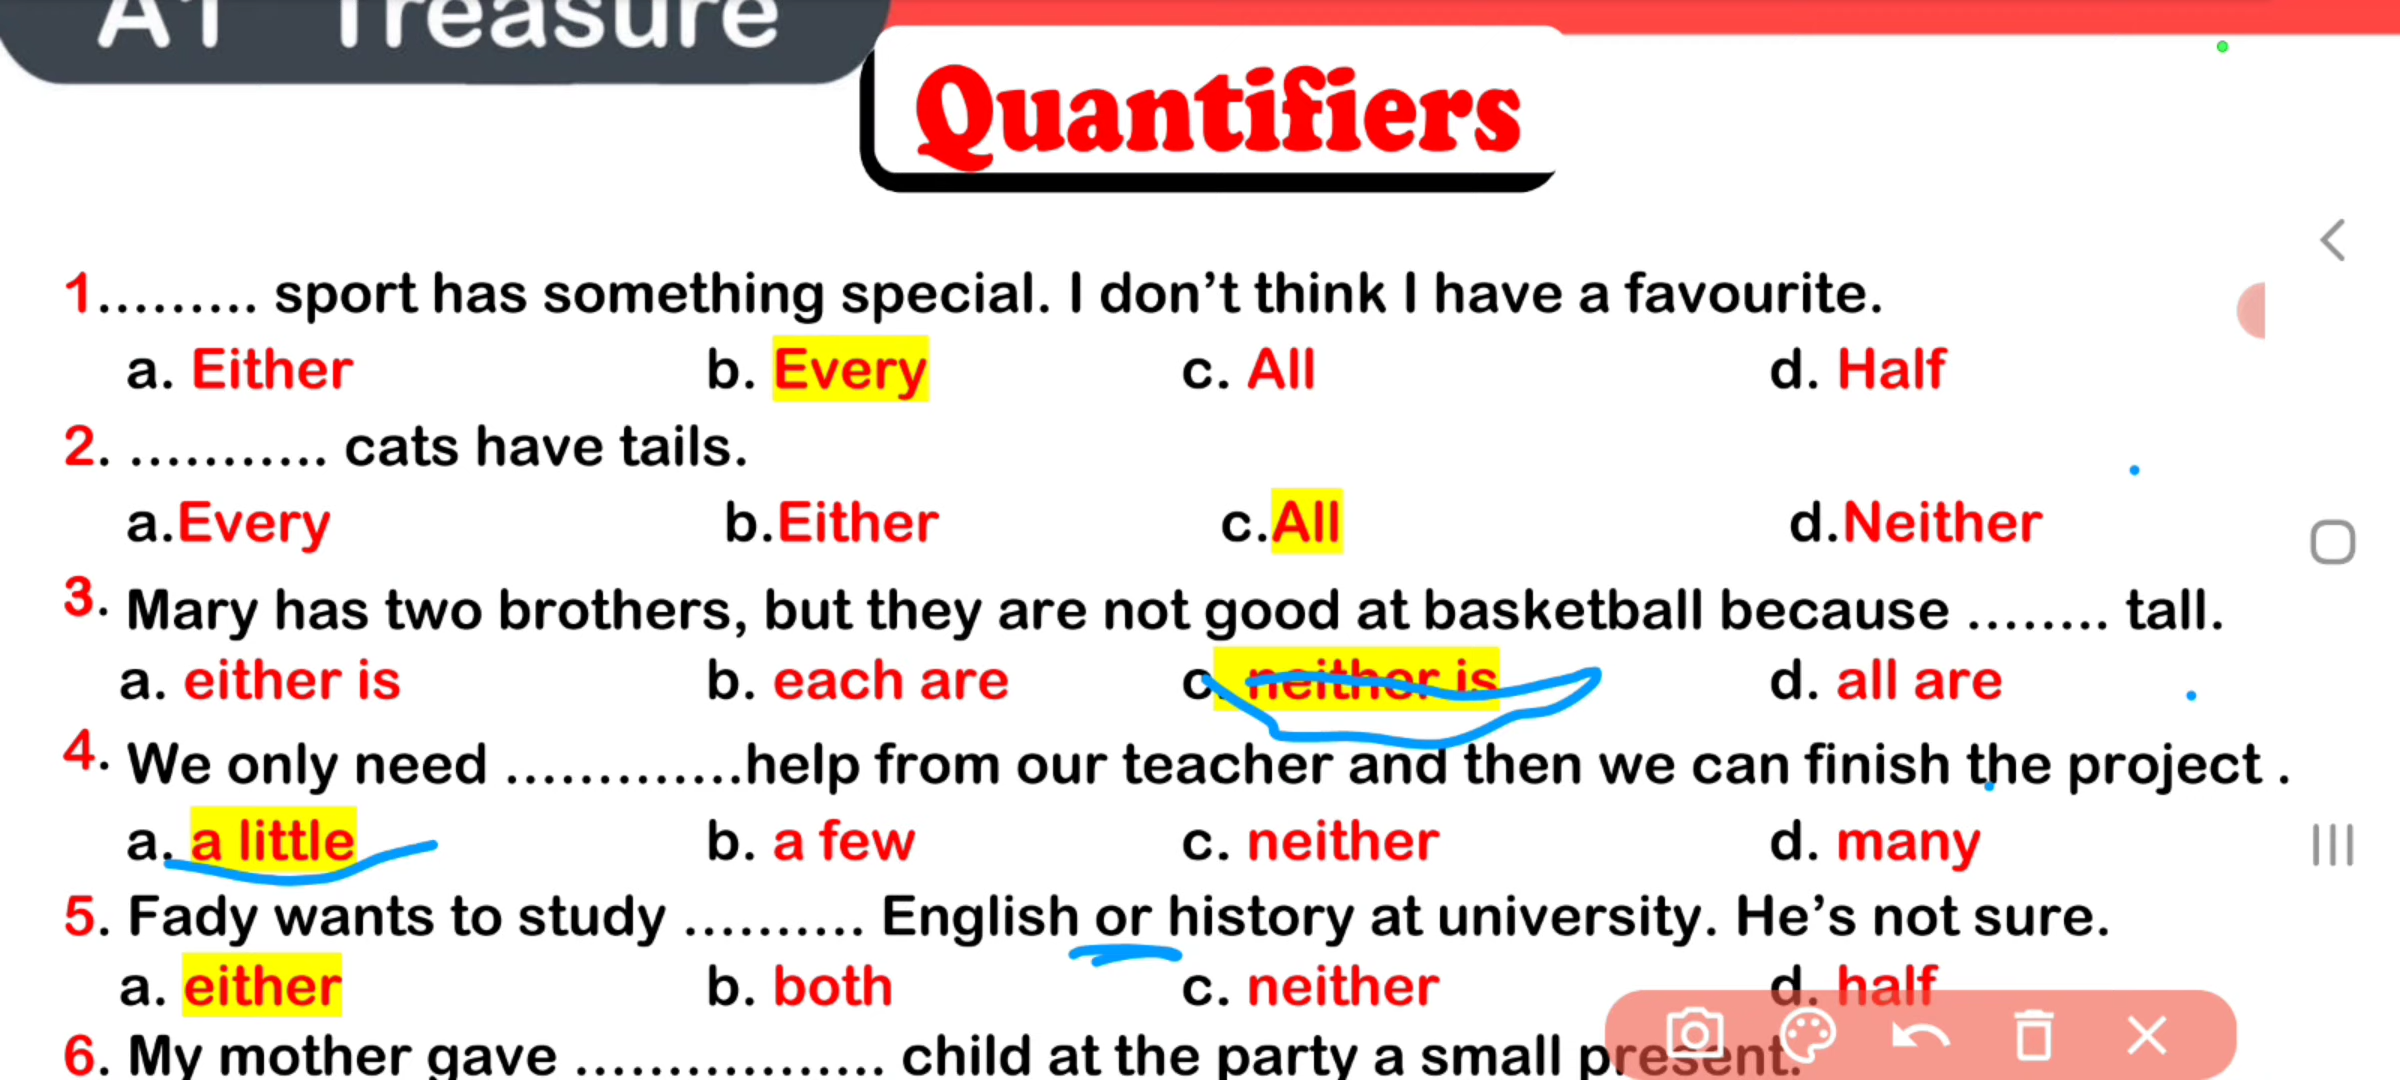 A1 Treasure
Quantifiers
1......... sport has something special. I don't think I have a favourite.
a. Either b. Every c. All d. Half
2. ........... cats have tails.
a.Every b.Either c.All d.Neither
3. Mary has two brothers, but they are not good at basketball because ........ tall.
a. either is b. each are c. neither is d. all are
4. We only need .............help from our teacher and then we can finish the project .
a. a little b. a few c. neither d. many
5. Fady wants to study .......... English or history at university. He's not sure.
a. either b. both c. neither d. half
6. My mother gave ................. child at the party a small present.